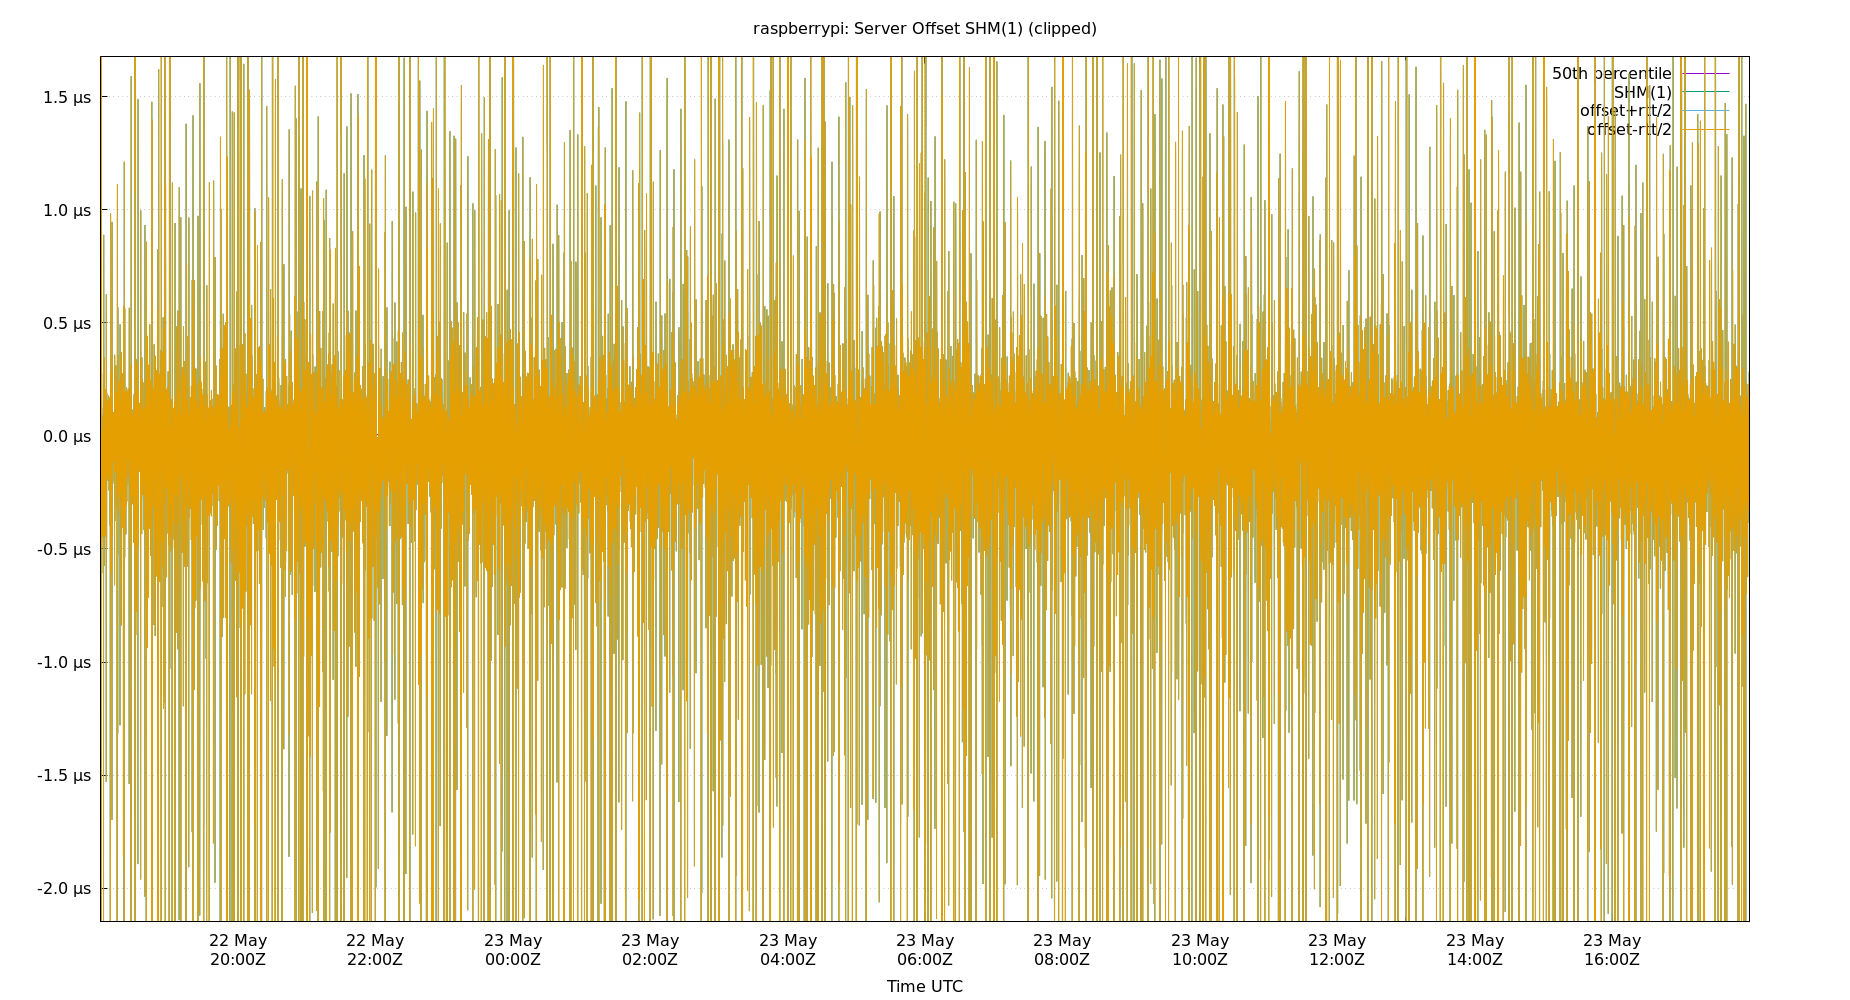 raspberrypi: Server Offset SHM(1) (clipped)
50th percentile
SHM(1)
offset+rtt/2
offset-rtt/2
1.5 µs
1.0 µs
0.5 µs
0.0 µs
-0.5 µs
-1.0 µs
-1.5 µs
-2.0 µs
22 May 22 May 23 May 23 May 23 May 23 May 23 May 23 May 23 May 23 May 23 May
20:00Z 22:00Z 00:00Z 02:00Z 04:00Z 06:00Z 08:00Z 10:00Z 12:00Z 14:00Z 16:00Z
Time UTC